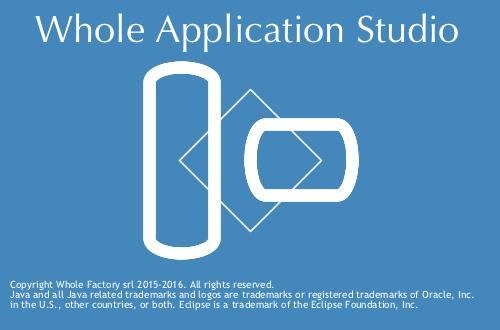 Whole Application Studio
Copyright Whole Factory srl 2015-2016. All rights reserved.
Java and all Java related trademarks and logos are trademarks or registered trademarks of Oracle, Inc.
in the U.S., other countries, or both. Eclipse is a trademark of the Eclipse Foundation, Inc.